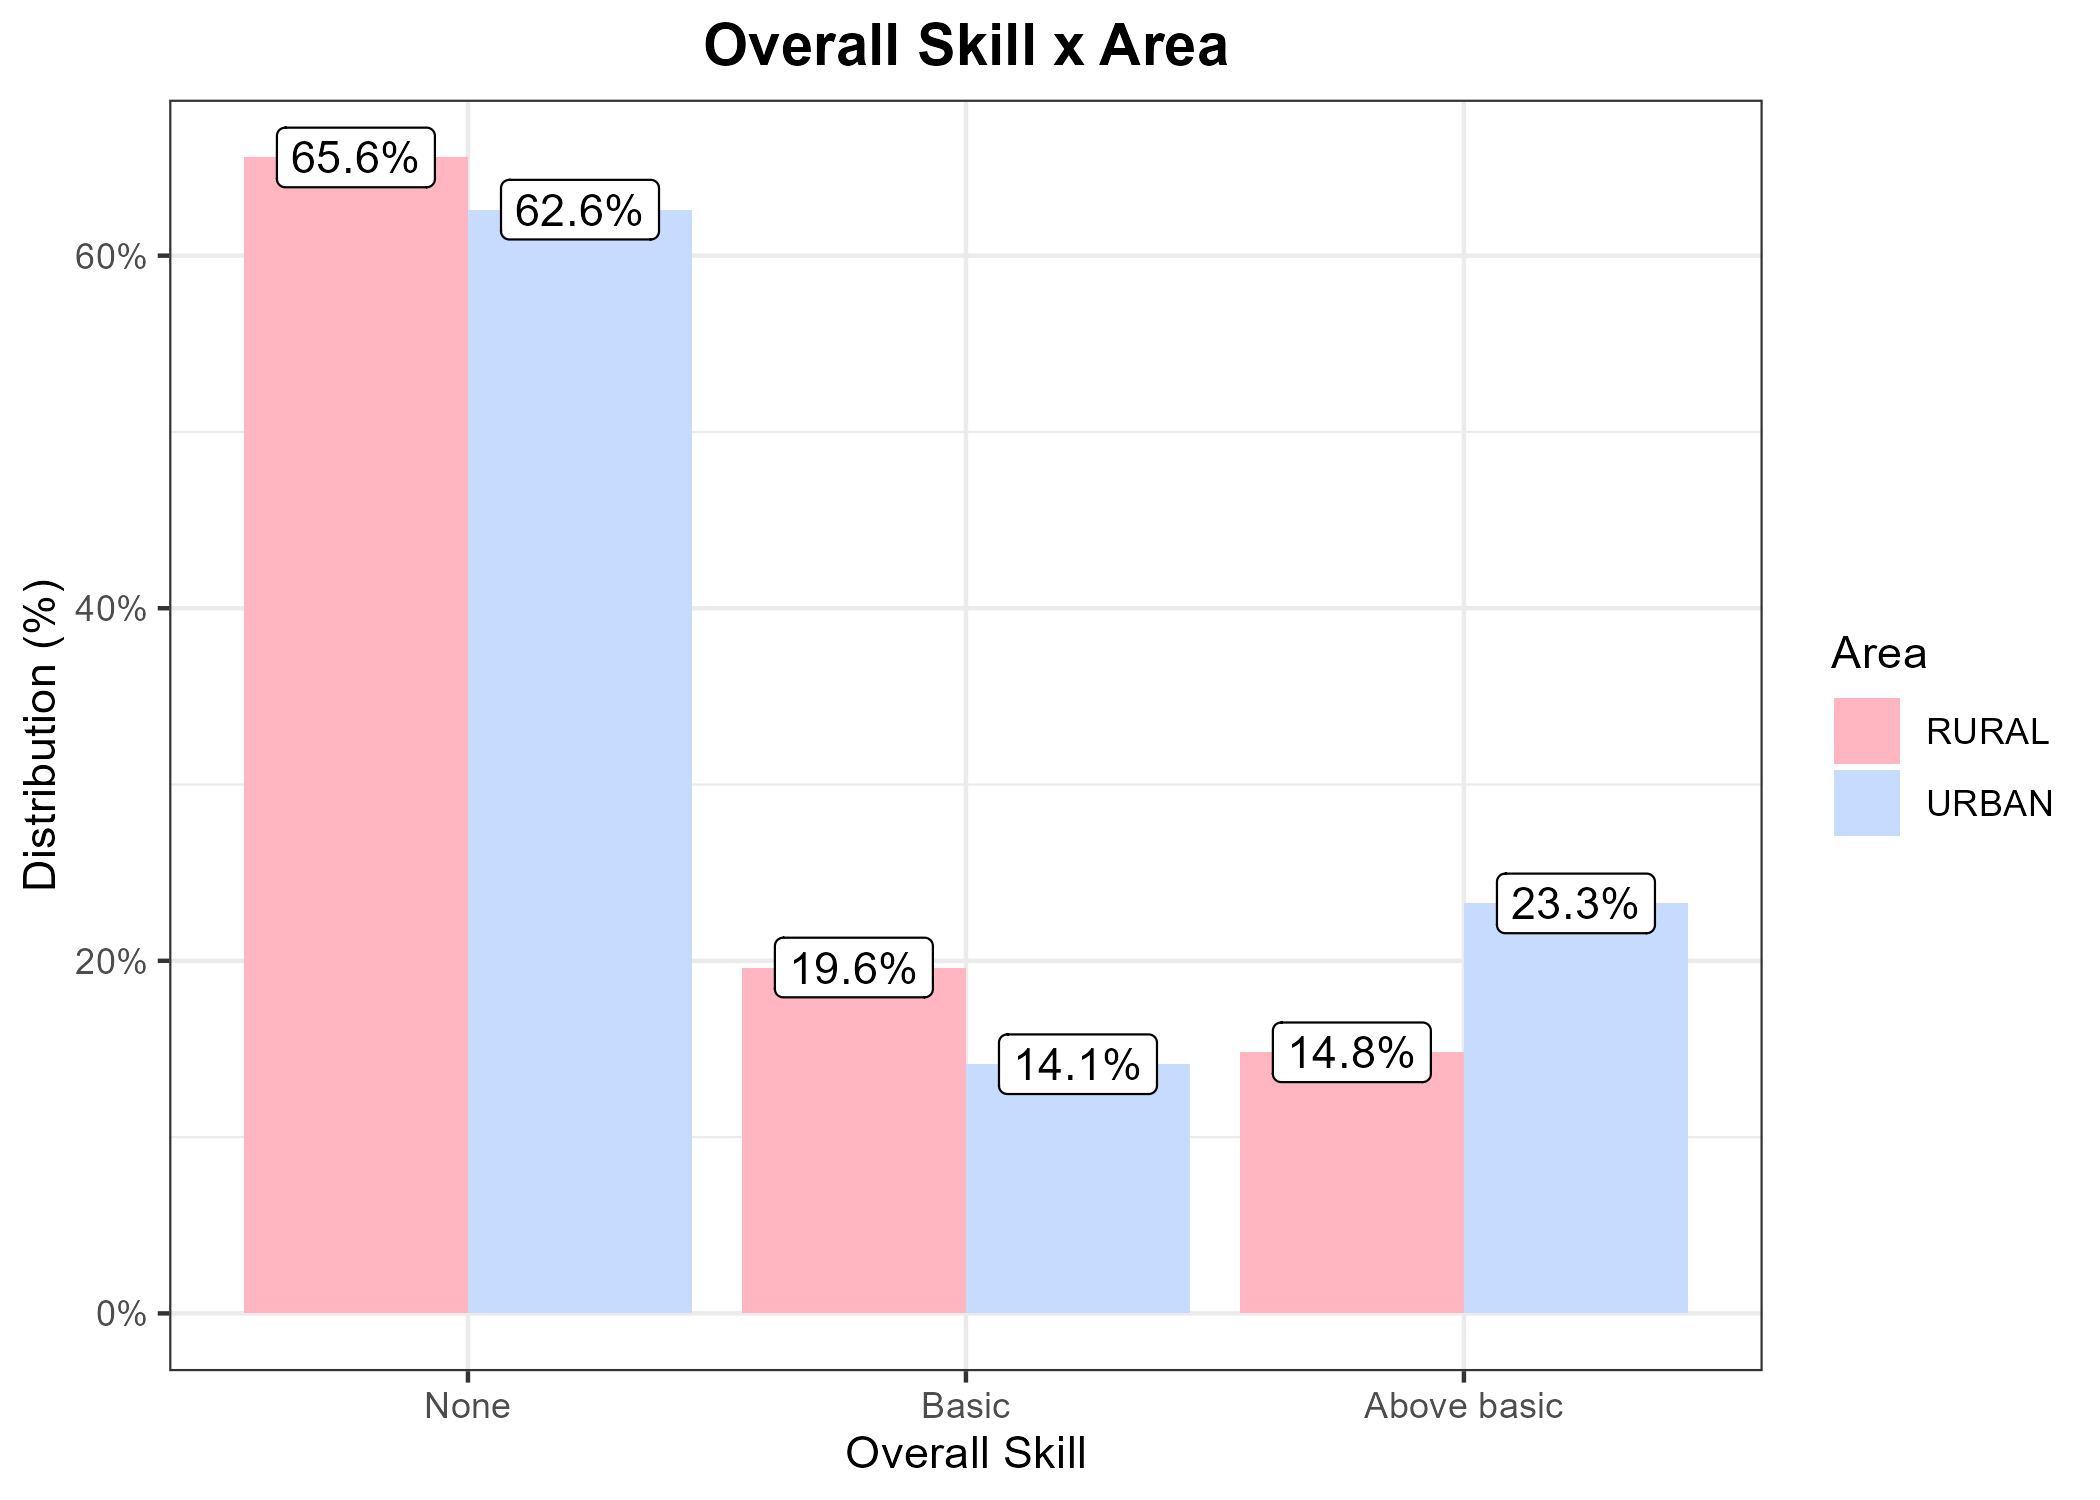 Overall Skill x Area
65.6%
62.6%
60%
40%
20%
0%
Distribution (%)
19.6%
14.1%
14.8%
23.3%
None
Basic
Above basic
Overall Skill
Area
RURAL
URBAN